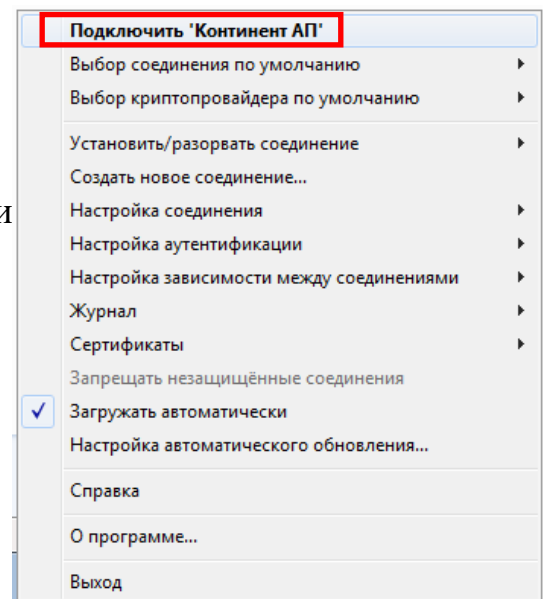 Подключить 'Континент АП'
Выбор соединения по умолчанию
Выбор криптопровайдера по умолчанию
Установить/разорвать соединение
Создать новое соединение...
и
Настройка соединения
Настройка аутентификации
Настройка зависимости между соединениями
Журнал
Сертификаты
Запрещать незащищённые соединения
Загружать автоматически
Настройка автоматического обновления...
Справка
О программе...
Выход